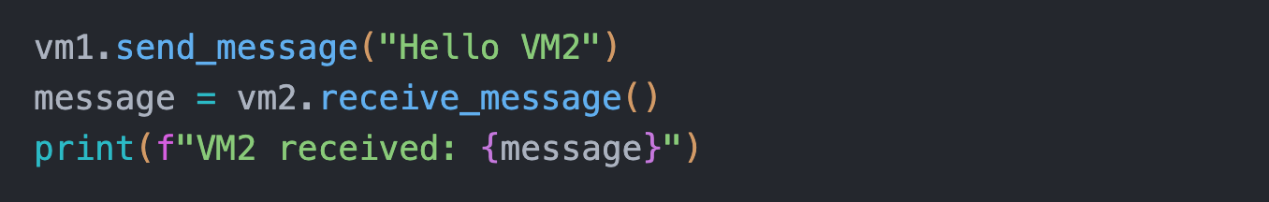 vm1.send_message("Hello VM2")
message = vm2.receive_message()
print(f"VM2 received: {message}")